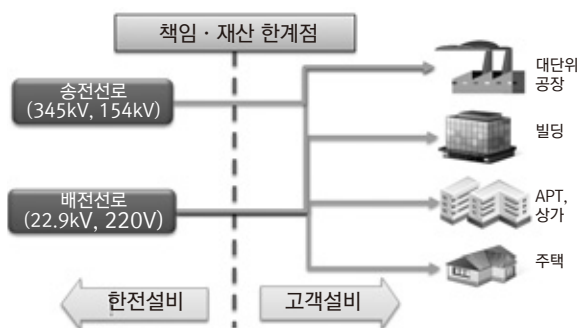 책임 · 재산 한계점
송전선로
(345kV, 154kV)
배전선로
(22.9kV, 220V)
대단위
공장
빌딩
APT,
상가
주택
한전설비
고객설비